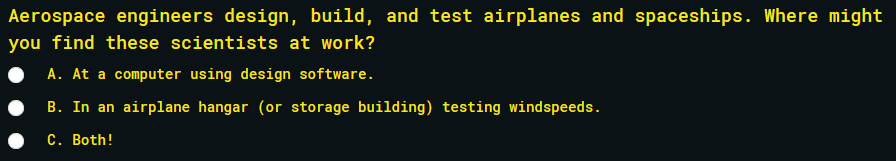 Aerospace engineers design, build, and test airplanes and spaceships. Where might
you find these scientists at work?
A. At a computer using design software.
B. In an airplane hangar (or storage building) testing windspeeds.
C. Both!